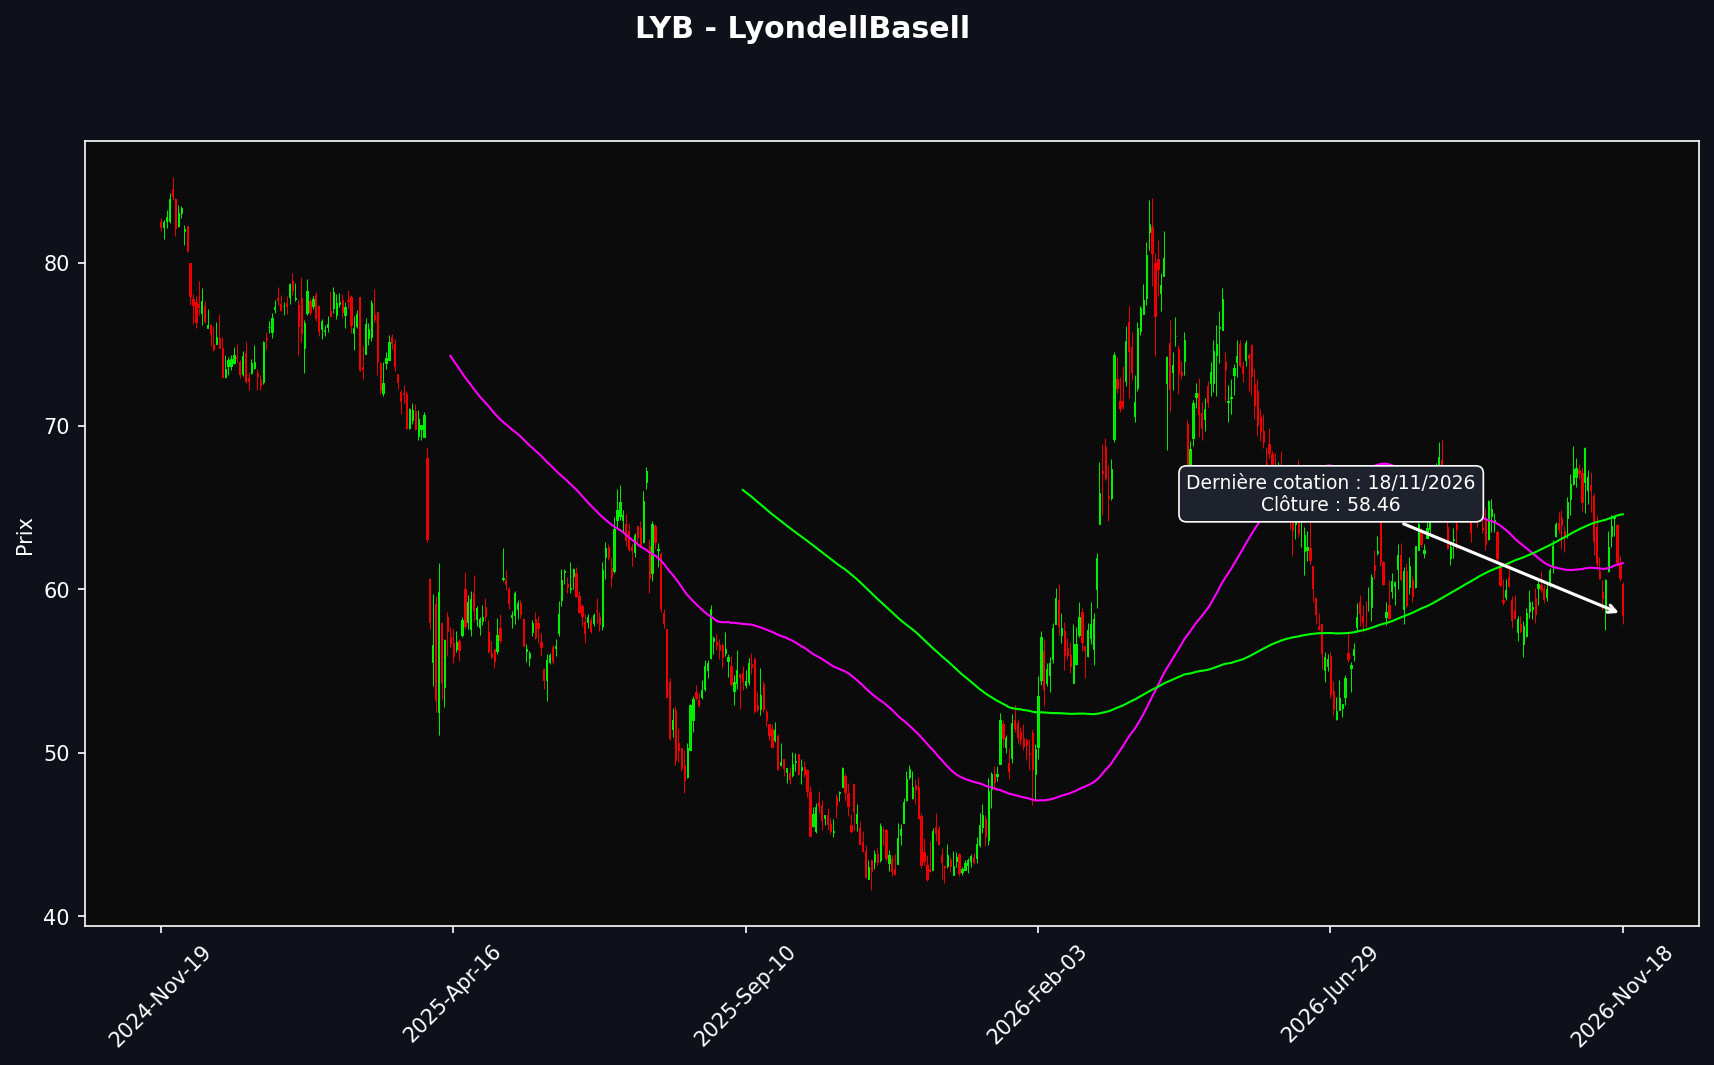 LYB - LyondellBasell
Prix
80
70
60
50
40
Dernière cotation : 18/11/2026
Clôture : 58.46
2024-Nov-19
2025-Apr-16
2025-Sep-10
2026-Feb-03
2026-Jun-29
2026-Nov-18